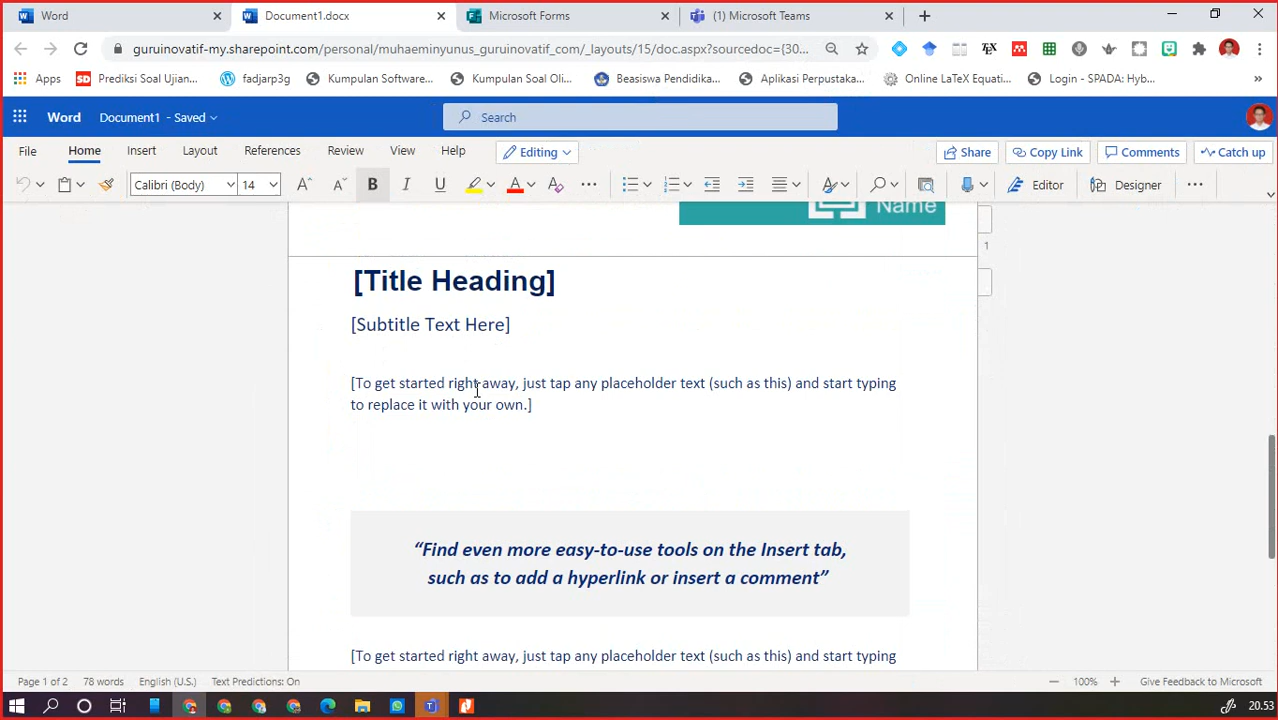 Word
Document1.docx
Microsoft Forms
(1) Microsoft Teams
guruinovatif-my.sharepoint.com/personal/muhaeminyunus_guruinovatif_com/_layouts/15/doc.aspx?sourcedoc={30...
Apps
Prediksi Soal Ujian...
fadjarp3g
Kumpulan Software...
Kumpulan Soal Oli...
Beasiswa Pendidika...
Aplikasi Perpustaka...
Online LaTeX Equati...
Login - SPADA: Hyb...
Word
Document1 - Saved
Search
File
Home
Insert
Layout
References
Review
View
Help
Editing
Share
Copy Link
Comments
Catch up
Calibri (Body)
14
Editor
Designer
Name
1
[Title Heading]
[Subtitle Text Here]
[To get started right away, just tap any placeholder text (such as this) and start typing
to replace it with your own.]
“Find even more easy-to-use tools on the Insert tab,
such as to add a hyperlink or insert a comment”
[To get started right away, just tap any placeholder text (such as this) and start typing
Page 1 of 2
78 words
English (U.S.)
Text Predictions: On
100%
Give Feedback to Microsoft
20.53